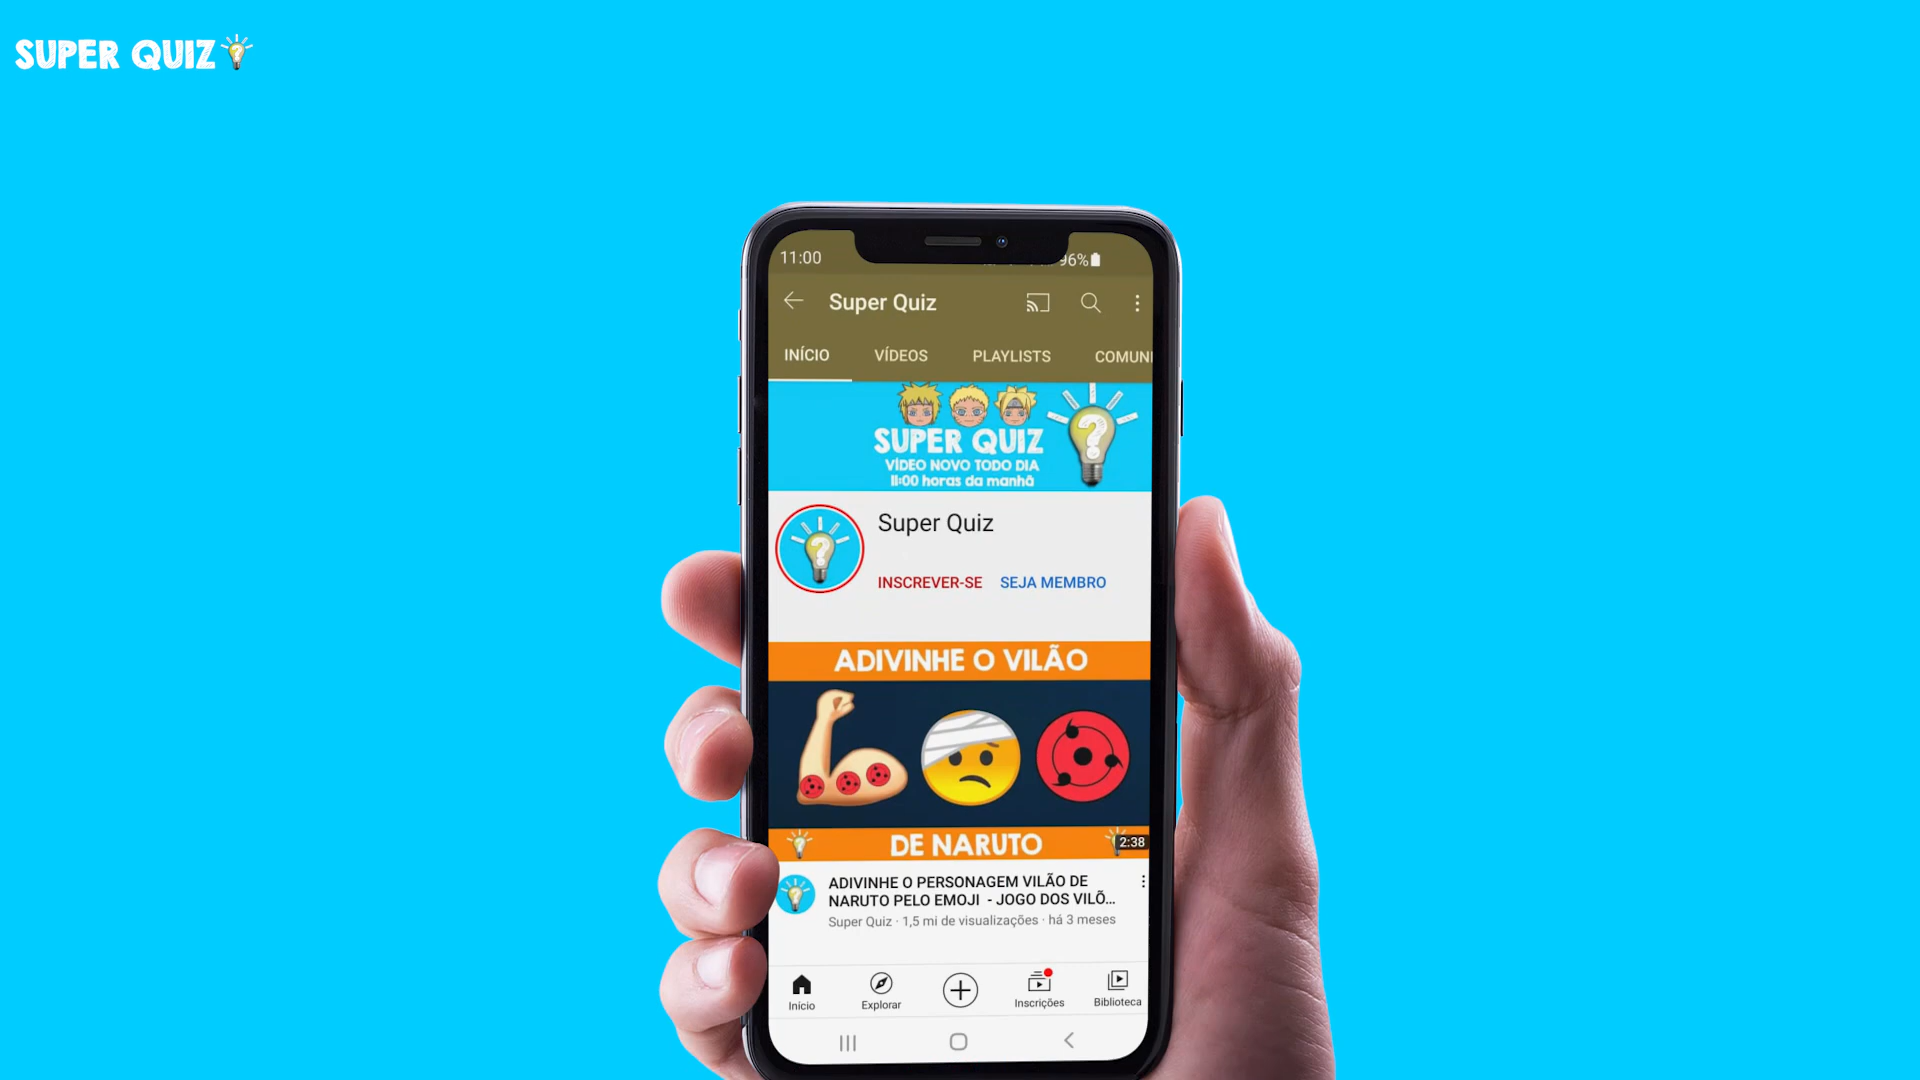 SUPER QUIZ
11:00
96%
Super Quiz
INÍCIO VÍDEOS PLAYLISTS COMUNI
SUPER QUIZ
VÍDEO NOVO TODO DIA
11:00 horas da manhã
Super Quiz
INSCREVER-SE SEJA MEMBRO
ADIVINHE O VILÃO
DE NARUTO
2:38
ADIVINHE O PERSONAGEM VILÃO DE
NARUTO PELO EMOJI - JOGO DOS VILÕ...
Super Quiz · 1,5 mi de visualizações · há 3 meses
Início Explorar Inscrições Biblioteca